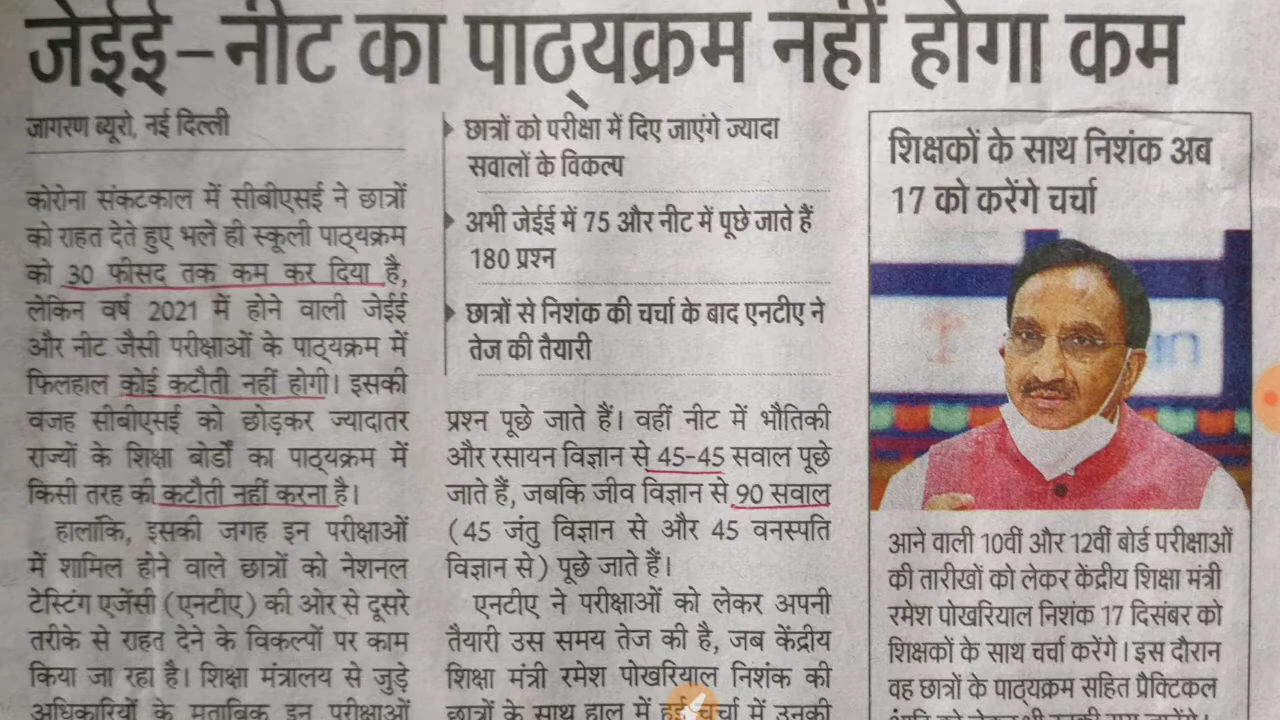 जेईई-नीट का पाठ्यक्रम नहीं होगा कम
जागरण ब्यूरो, नई दिल्ली
कोरोना संकटकाल में सीबीएसई ने छात्रों
को राहत देते हुए भले ही स्कूली पाठ्यक्रम
को 30 फीसद तक कम कर दिया है,
लेकिन वर्ष 2021 में होने वाली जेईई
और नीट जैसी परीक्षाओं के पाठ्यक्रम में
फिलहाल कोई कटौती नहीं होगी। इसकी
वजह सीबीएसई को छोड़कर ज्यादातर
राज्यों के शिक्षा बोर्डों का पाठ्यक्रम में
किसी तरह की कटौती नहीं करना है।
हालांकि, इसकी जगह इन परीक्षाओं
में शामिल होने वाले छात्रों को नेशनल
टेस्टिंग एजेंसी (एनटीए) की ओर से दूसरे
तरीके से राहत देने के विकल्पों पर काम
किया जा रहा है। शिक्षा मंत्रालय से जुड़े
अधिकारियों के मुताबिक इन परीक्षाओं
छात्रों को परीक्षा में दिए जाएंगे ज्यादा
सवालों के विकल्प
अभी जेईई में 75 और नीट में पूछे जाते हैं
180 प्रश्न
छात्रों से निशंक की चर्चा के बाद एनटीए ने
तेज की तैयारी
प्रश्न पूछे जाते हैं। वहीं नीट में भौतिकी
और रसायन विज्ञान से 45-45 सवाल पूछे
जाते हैं, जबकि जीव विज्ञान से 90 सवाल
(45 जंतु विज्ञान से और 45 वनस्पति
विज्ञान से) पूछे जाते हैं।
एनटीए ने परीक्षाओं को लेकर अपनी
तैयारी उस समय तेज की है, जब केंद्रीय
शिक्षा मंत्री रमेश पोखरियाल निशंक की
छात्रों के साथ हाल में हुई चर्चा में उनकी
शिक्षकों के साथ निशंक अब
17 को करेंगे चर्चा
आने वाली 10वीं और 12वीं बोर्ड परीक्षाओं
की तारीखों को लेकर केंद्रीय शिक्षा मंत्री
रमेश पोखरियाल निशंक 17 दिसंबर को
शिक्षकों के साथ चर्चा करेंगे। इस दौरान
वह छात्रों के पाठ्यक्रम सहित प्रैक्टिकल